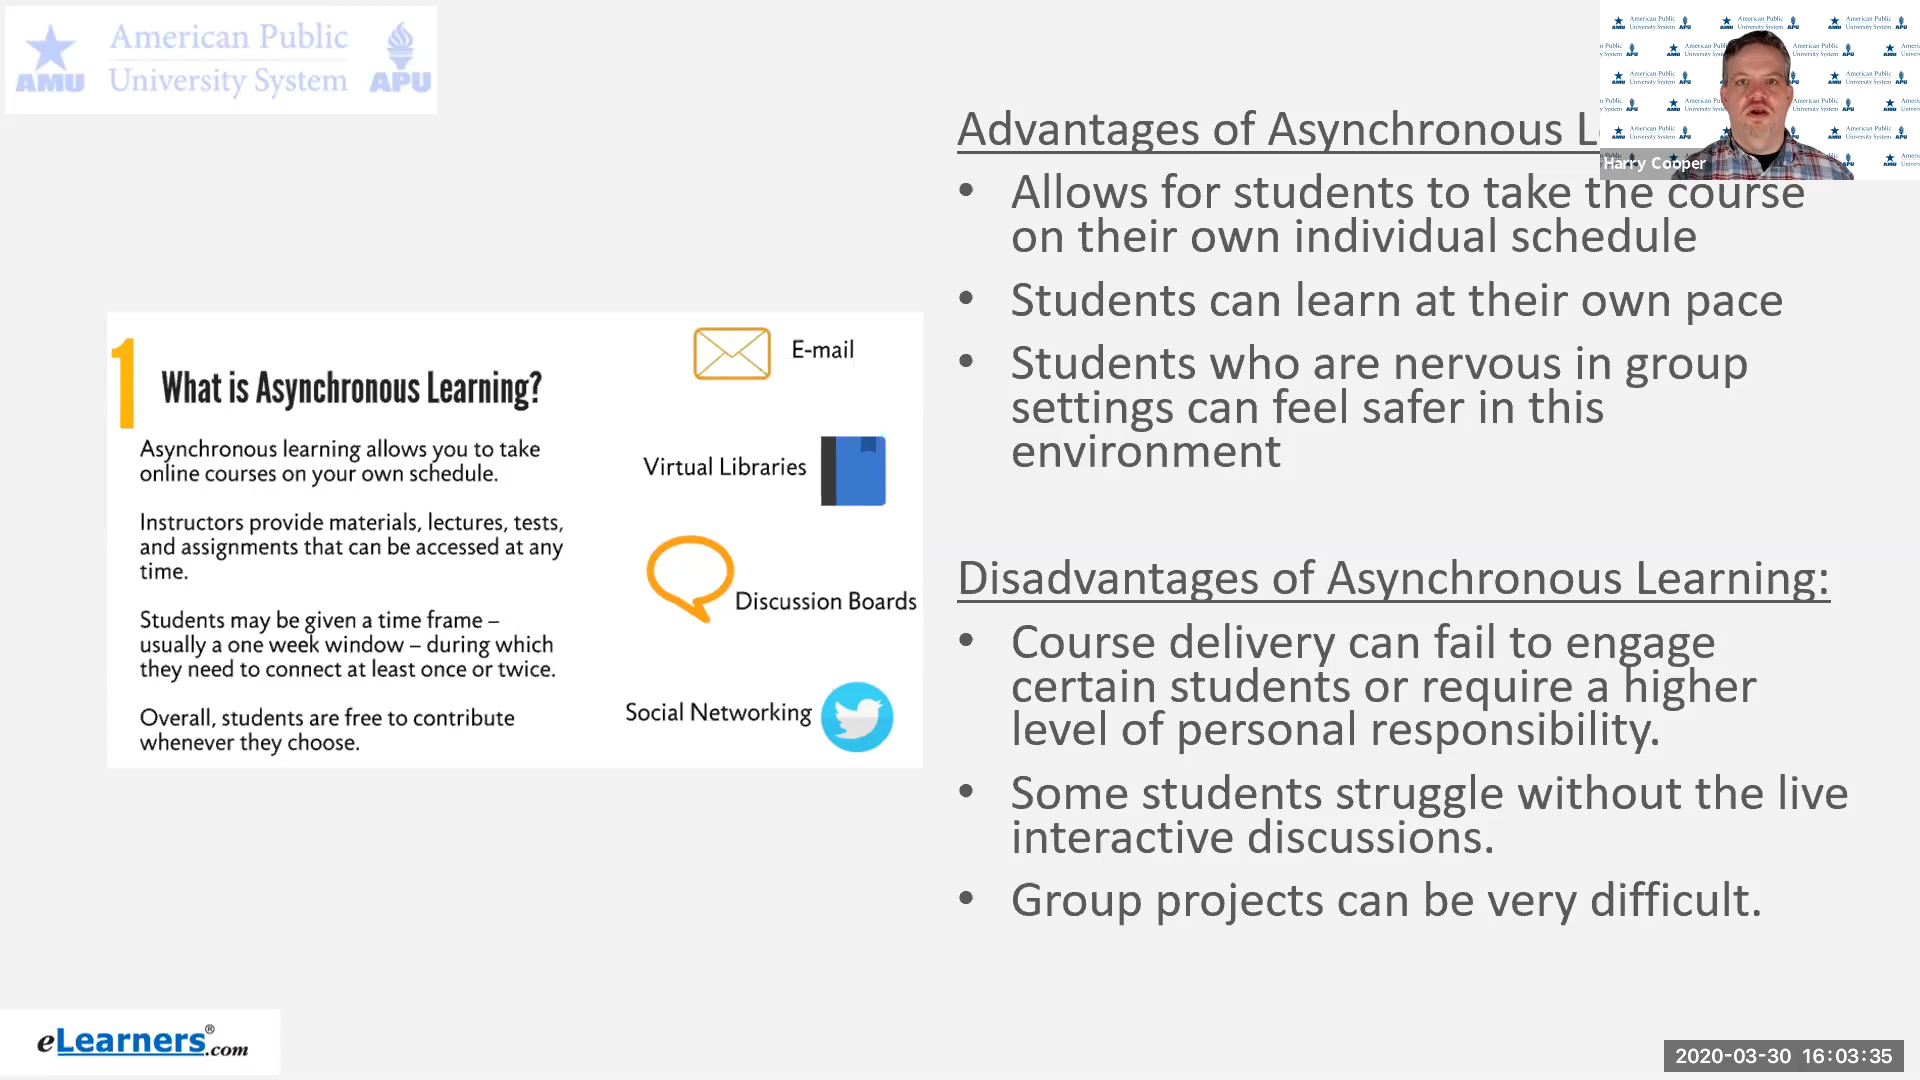 AMU
American Public
University System
APU
Harry Cooper
Advantages of Asynchronous
• Allows for students to take the course
on their own individual schedule
• Students can learn at their own pace
• Students who are nervous in group
settings can feel safer in this
environment
1
What is Asynchronous Learning?
Asynchronous learning allows you to take
online courses on your own schedule.
Instructors provide materials, lectures, tests,
and assignments that can be accessed at any
time.
Students may be given a time frame –
usually a one week window – during which
they need to connect at least once or twice.
Overall, students are free to contribute
whenever they choose.
E-mail
Virtual Libraries
Discussion Boards
Social Networking
Disadvantages of Asynchronous Learning:
• Course delivery can fail to engage
certain students or require a higher
level of personal responsibility.
• Some students struggle without the live
interactive discussions.
• Group projects can be very difficult.
eLearners®.com
2020-03-30 16:03:35